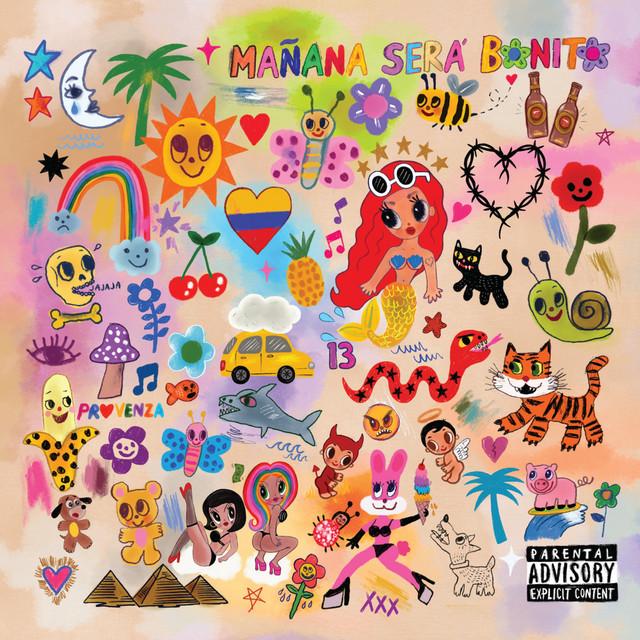 MAÑANA SERÁ BONITO
JAJAJA
13
PROVENZA
XXX
PARENTAL
ADVISORY
EXPLICIT CONTENT